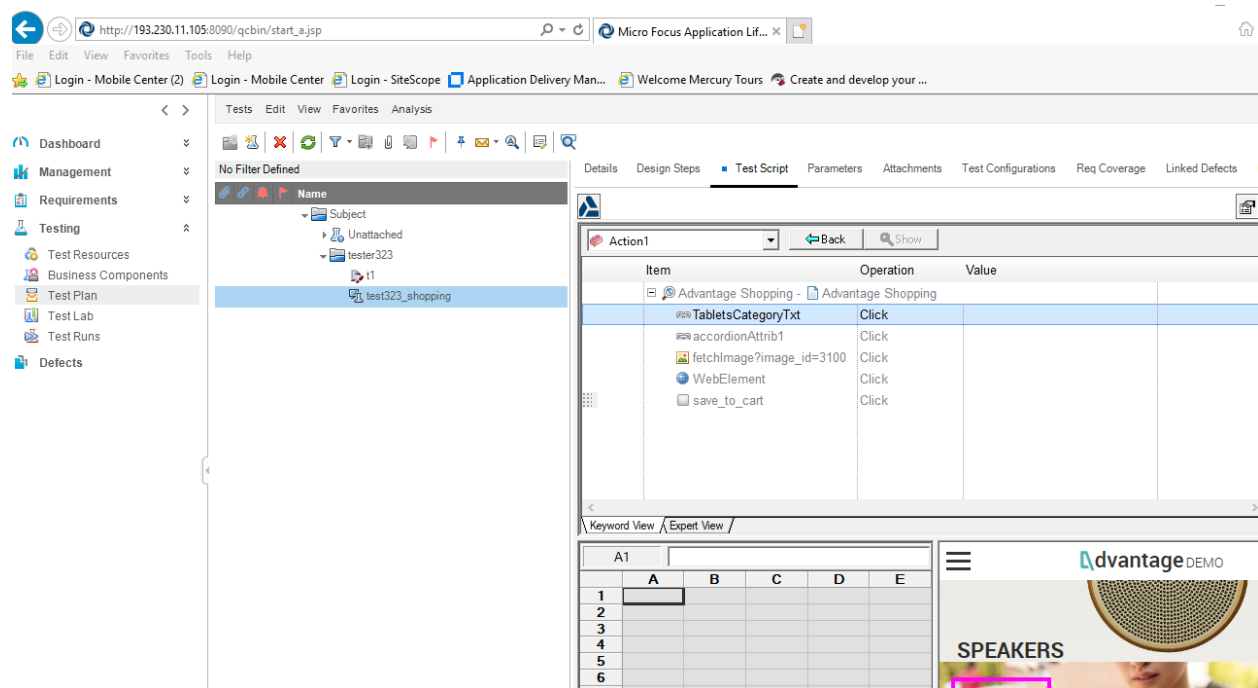 http://193.230.11.105:8090/qcbin/start_a.jsp
Micro Focus Application Lif...
File Edit View Favorites Tools Help
Login - Mobile Center (2) Login - Mobile Center Login - SiteScope Application Delivery Man... Welcome Mercury Tours Create and develop your ...
Tests Edit View Favorites Analysis
Dashboard
Management
Requirements
Testing
Test Resources
Business Components
Test Plan
Test Lab
Test Runs
Defects
No Filter Defined
Name
Subject
Unattached
tester323
t1
test323_shopping
Details Design Steps Test Script Parameters Attachments Test Configurations Req Coverage Linked Defects
Action1 Back Show
Item Operation Value
Advantage Shopping - Advantage Shopping
TabletsCategoryTxt Click
accordionAttrib1 Click
fetchImage?image_id=3100 Click
WebElement Click
save_to_cart Click
Keyword View Expert View
A1
A B C D E
1
2
3
4
5
6
dvantage DEMO
SPEAKERS